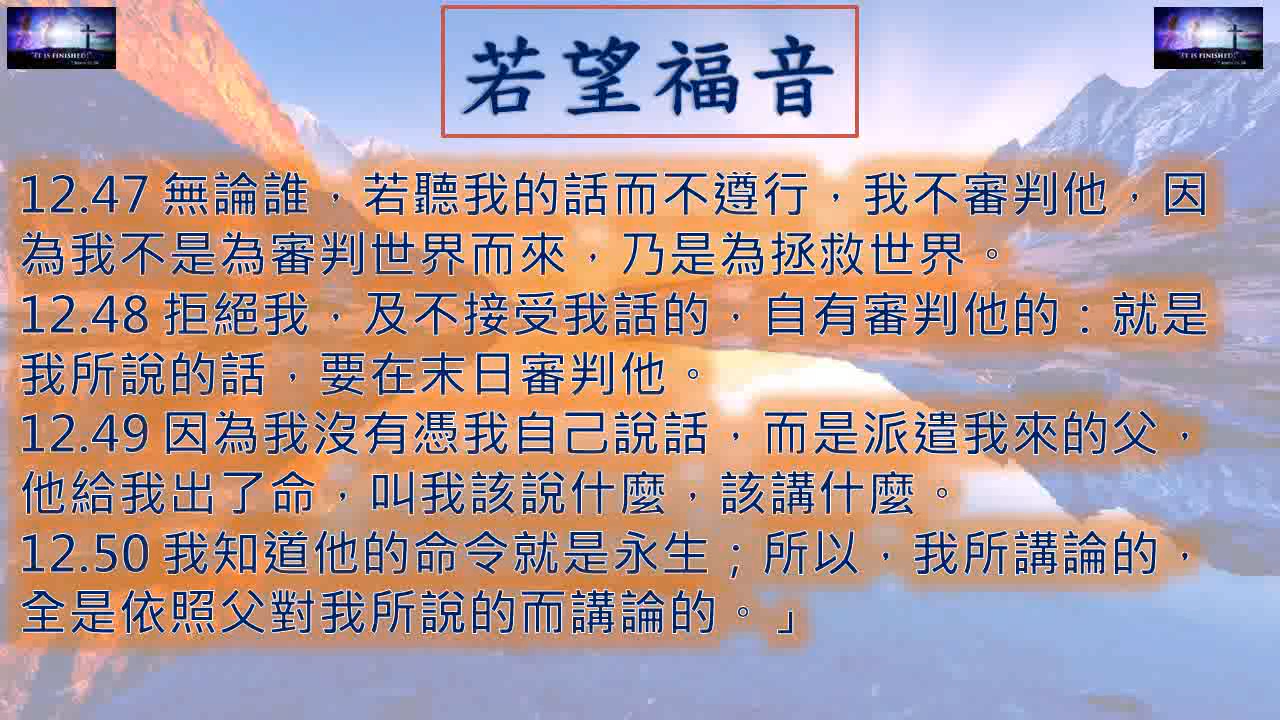 若望福音
"IT IS FINISHED!"
"IT IS FINISHED!"
12.47 無論誰，若聽我的話而不遵行，我不審判他，因
為我不是為審判世界而來，乃是為拯救世界。
12.48 拒絕我，及不接受我話的，自有審判他的：就是
我所說的話，要在末日審判他。
12.49 因為我沒有憑我自己說話，而是派遣我來的父，
他給我出了命，叫我該說什麼，該講什麼。
12.50 我知道他的命令就是永生；所以，我所講論的，
全是依照父對我所說的而講論的。」